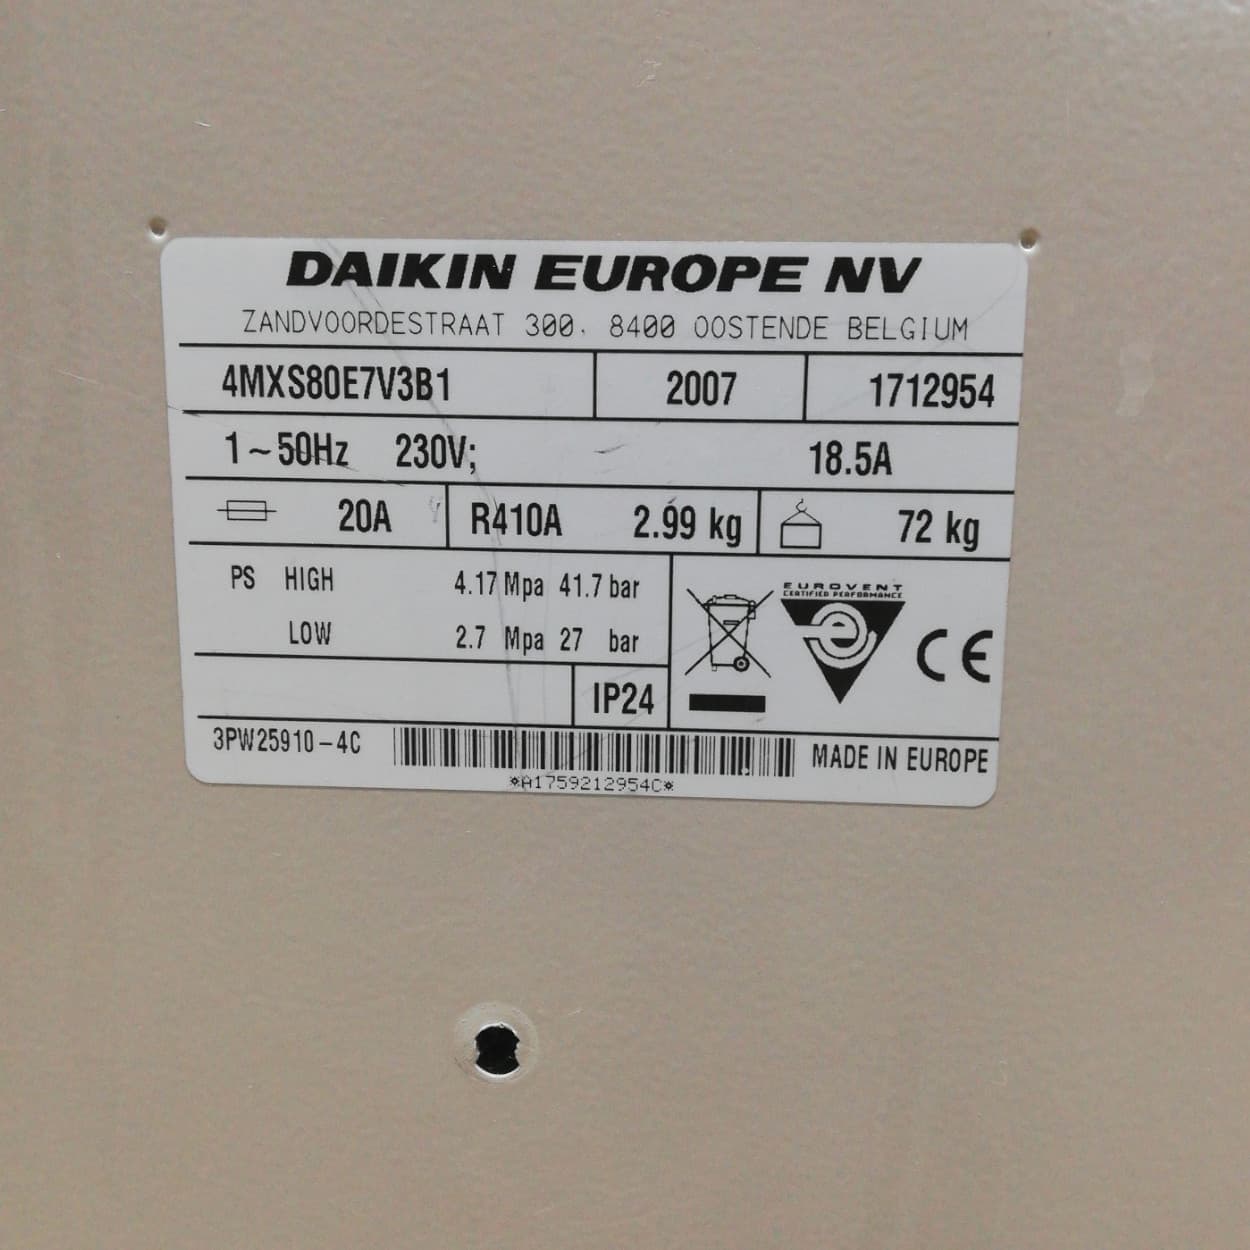 DAIKIN EUROPE NV
ZANDVOORDESTRAAT 300, 8400 OOSTENDE BELGIUM
4MXS80E7V3B1 2007 1712954
1~50Hz 230V; 18.5A
20A R410A 2.99 kg 72 kg
PS HIGH 4.17 Mpa 41.7 bar
LOW 2.7 Mpa 27 bar
EUROVENT
CERTIFIED PERFORMANCE
CE
IP24
3PW25910-4C MADE IN EUROPE
*A1759212954C*